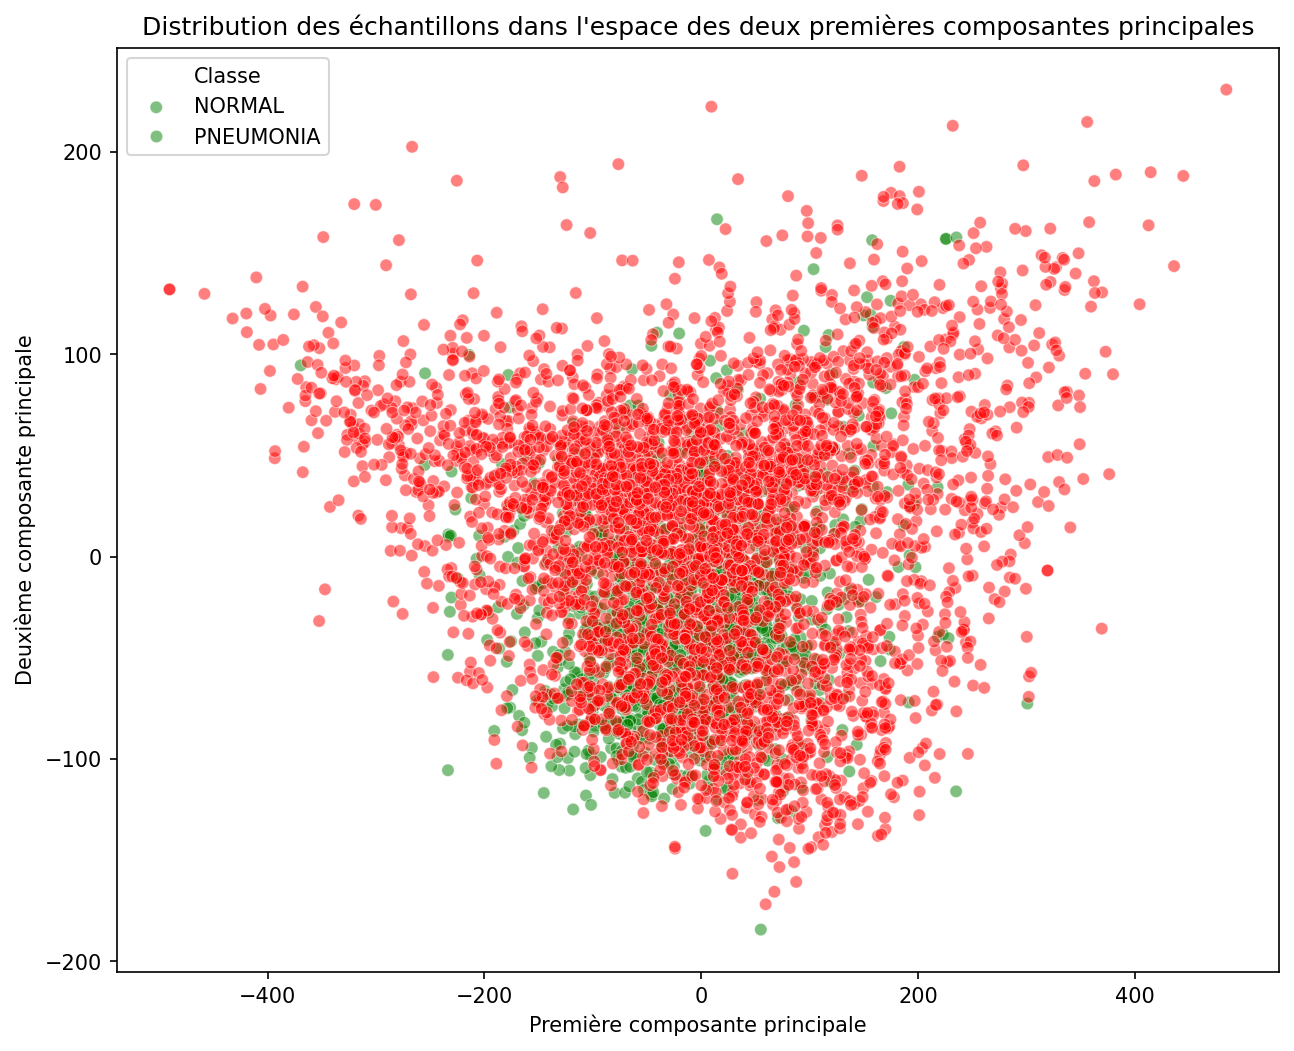 Distribution des échantillons dans l'espace des deux premières composantes principales
Classe
NORMAL
PNEUMONIA
Deuxième composante principale
200
100
0
−100
−200
−400
−200
0
200
400
Première composante principale